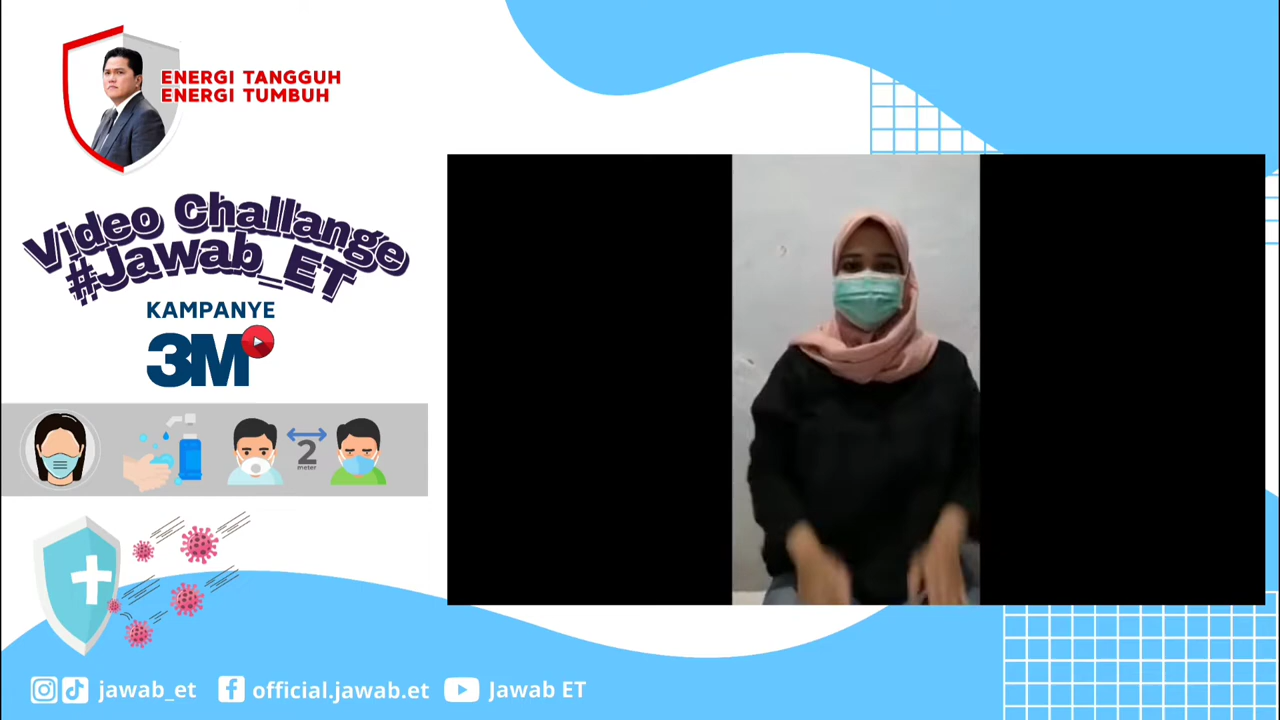 ENERGI TANGGUH
ENERGI TUMBUH
Video Challange
#Jawab_ET
KAMPANYE
3M
2
meter
jawab_et
official.jawab.et
Jawab ET